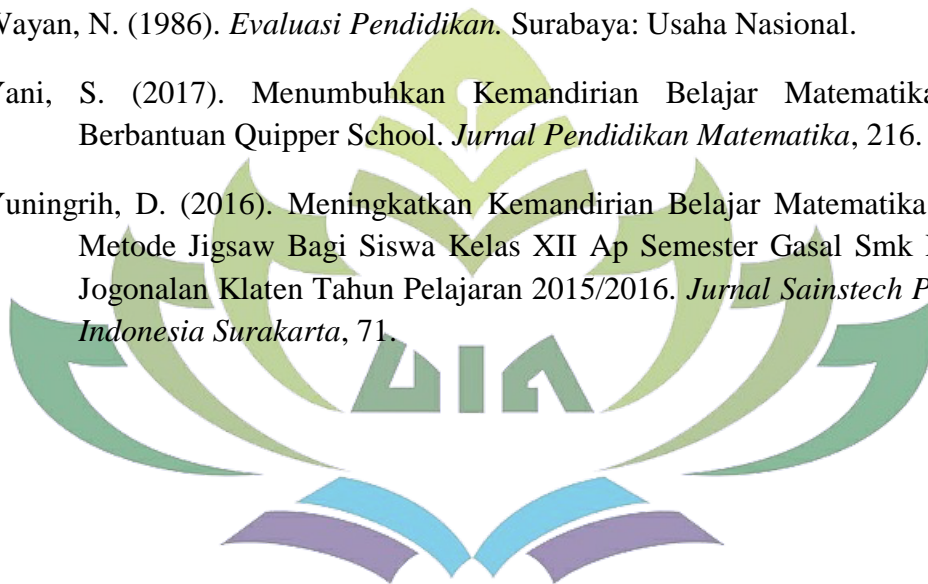 Wayan, N. (1986). Evaluasi Pendidikan. Surabaya: Usaha Nasional.
Yani, S. (2017). Menumbuhkan Kemandirian Belajar Matematika
Berbantuan Quipper School. Jurnal Pendidikan Matematika, 216.
Yuningrih, D. (2016). Meningkatkan Kemandirian Belajar Matematika
Metode Jigsaw Bagi Siswa Kelas XII Ap Semester Gasal Smk
Jogonalan Klaten Tahun Pelajaran 2015/2016. Jurnal Sainstech
Indonesia Surakarta, 71.
UIN